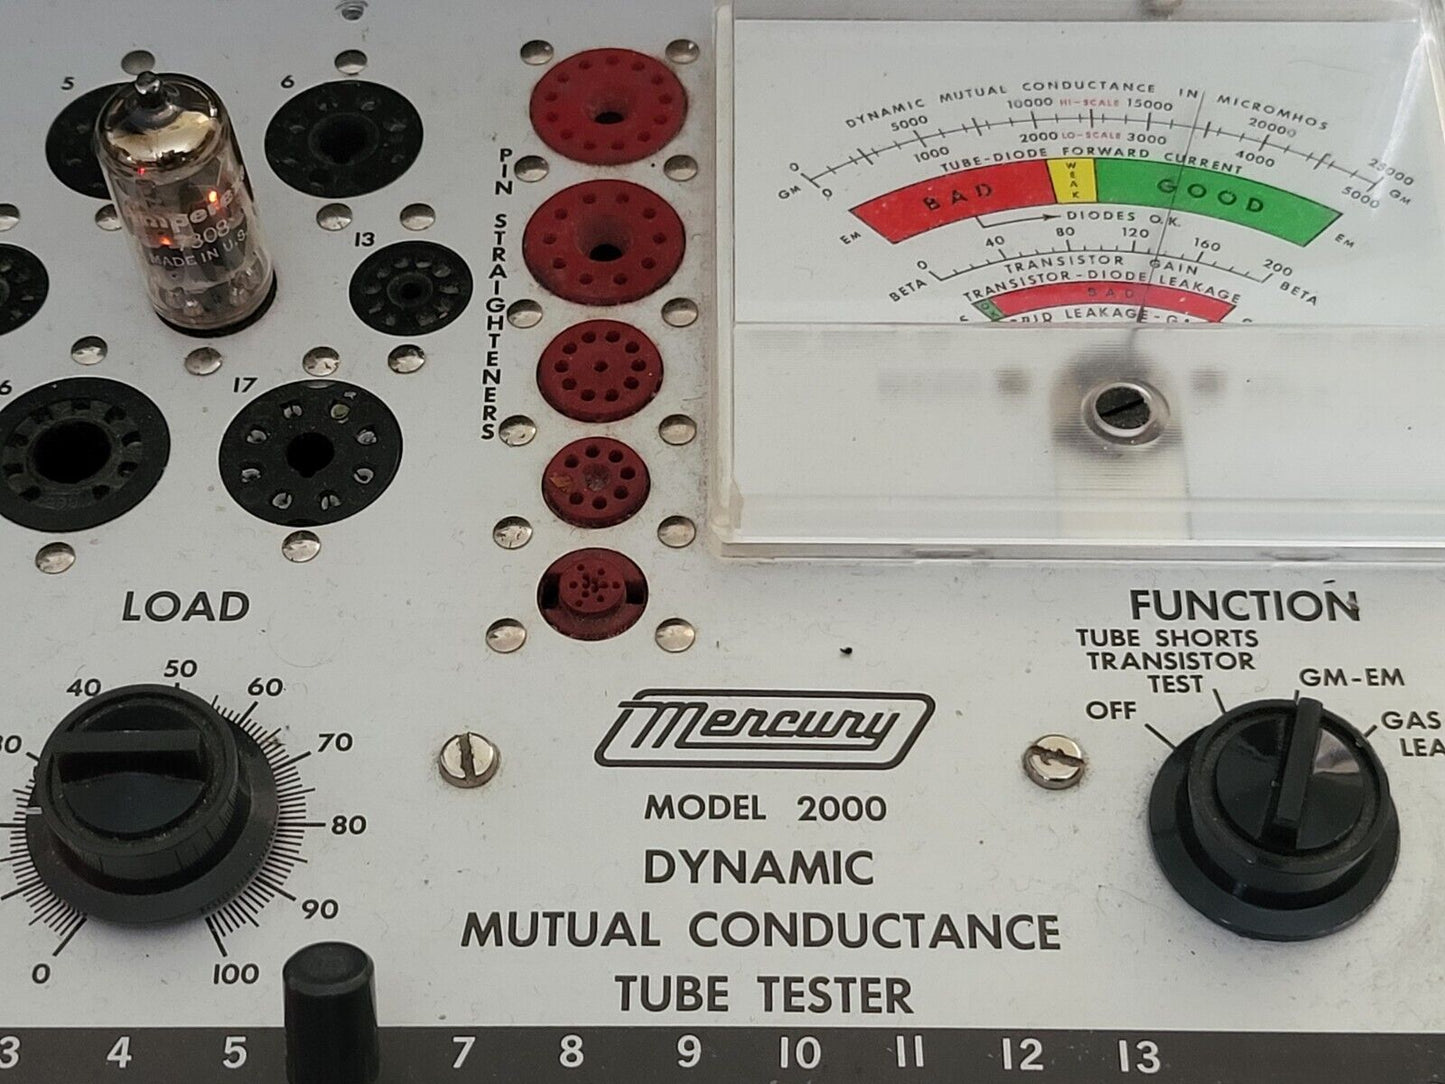 5
6
Amperex
MADE IN U.S.
13
6
17
PIN STRAIGHTENERS
DYNAMIC MUTUAL CONDUCTANCE IN MICROMHOS
0 5000 10000 HI-SCALE 15000 20000 25000
GM 0 1000 2000 LO-SCALE 3000 4000 5000 GM
TUBE-DIODE FORWARD CURRENT
BAD WEAK GOOD
EM DIODES O.K. EM
0 40 80 120 160 200
BETA TRANSISTOR GAIN BETA
TRANSISTOR-DIODE LEAKAGE
BAD
LEAKAGE-
LOAD
0 40 50 60 70 80 90 100
FUNCTION
OFF
TUBE SHORTS
TRANSISTOR
TEST
GM-EM
GAS
LEA
Mercury
MODEL 2000
DYNAMIC
MUTUAL CONDUCTANCE
TUBE TESTER
3 4 5 7 8 9 10 11 12 13